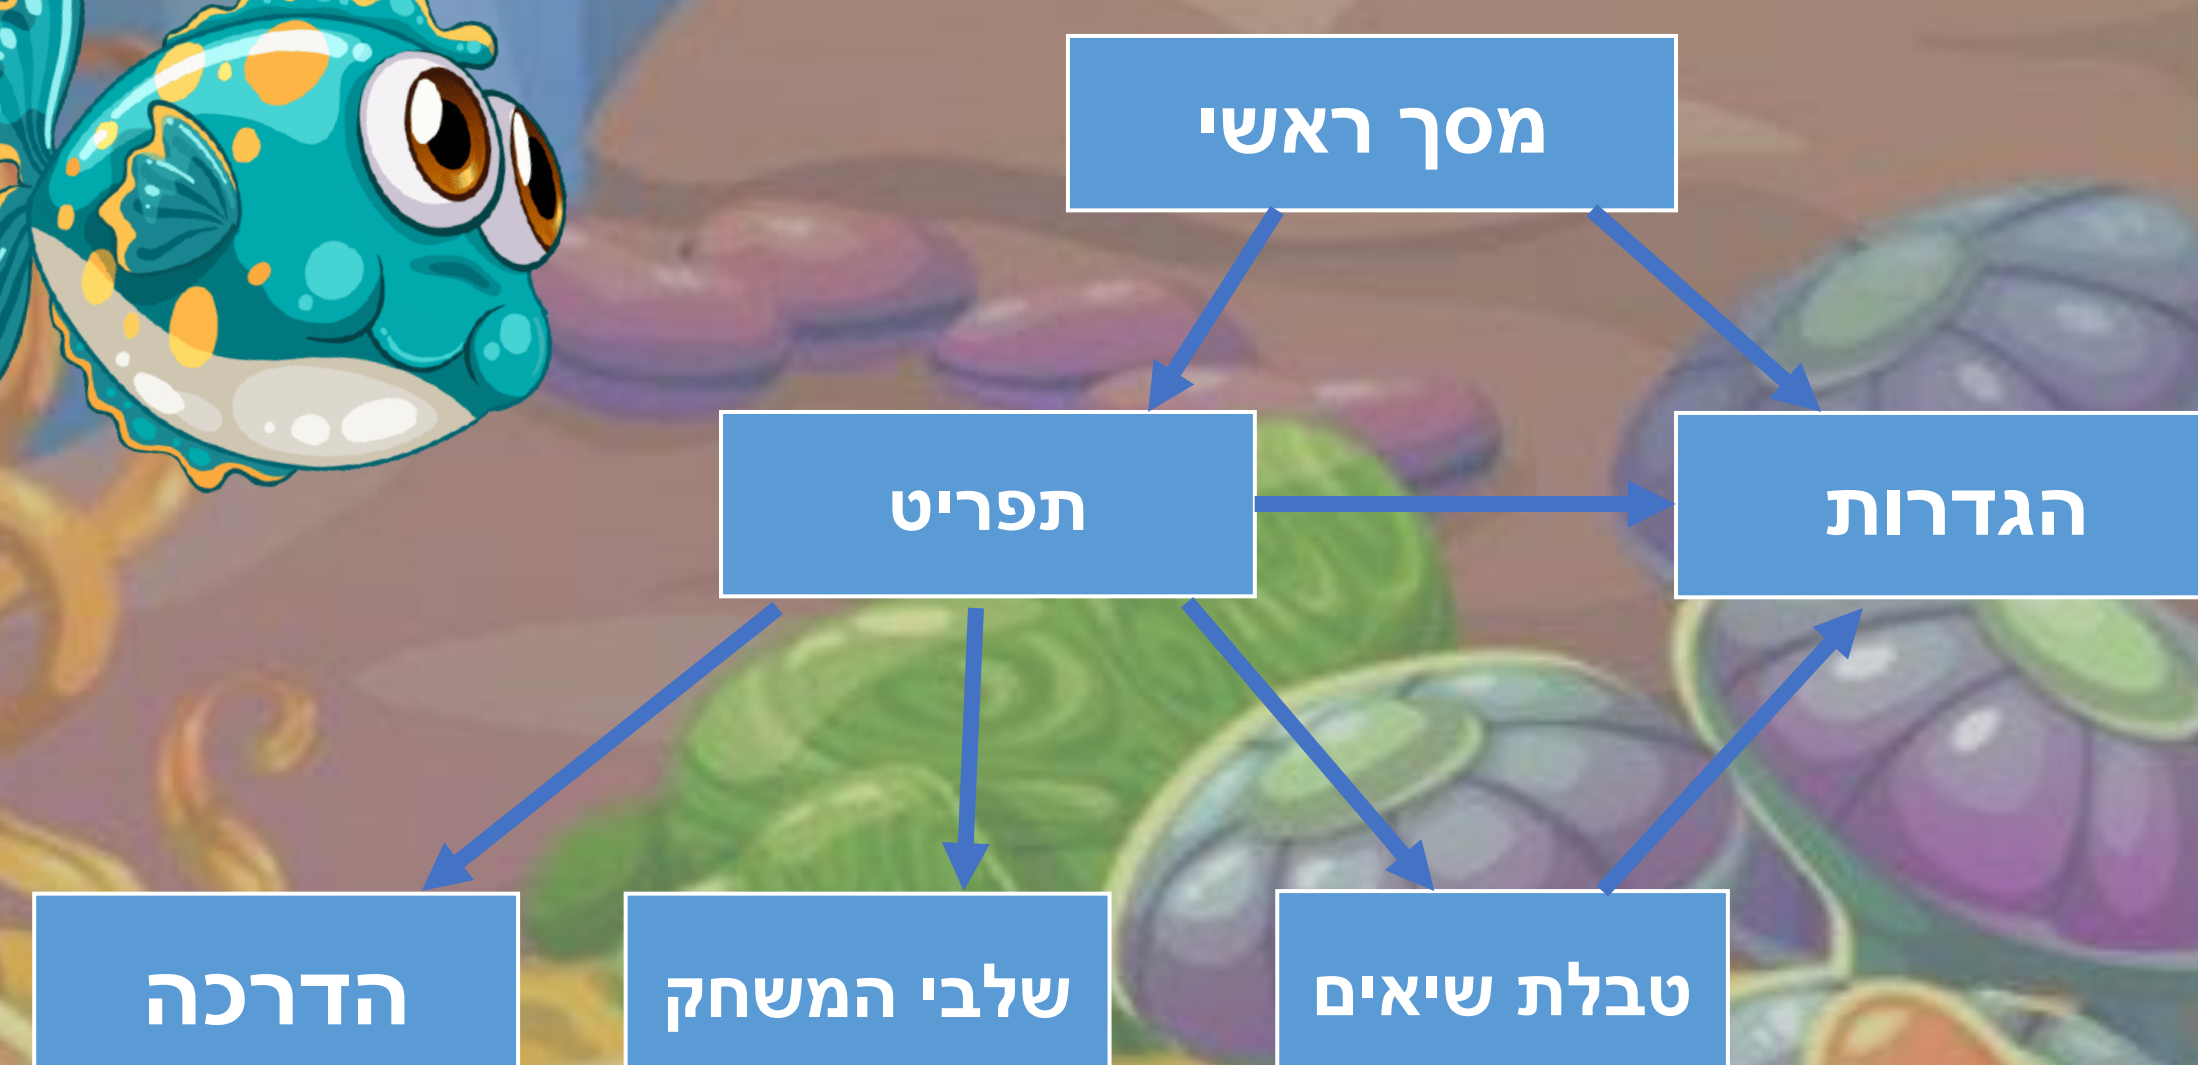 מסך ראשי
הגדרות
תפריט
טבלת שיאים
שלבי המשחק
הדרכה